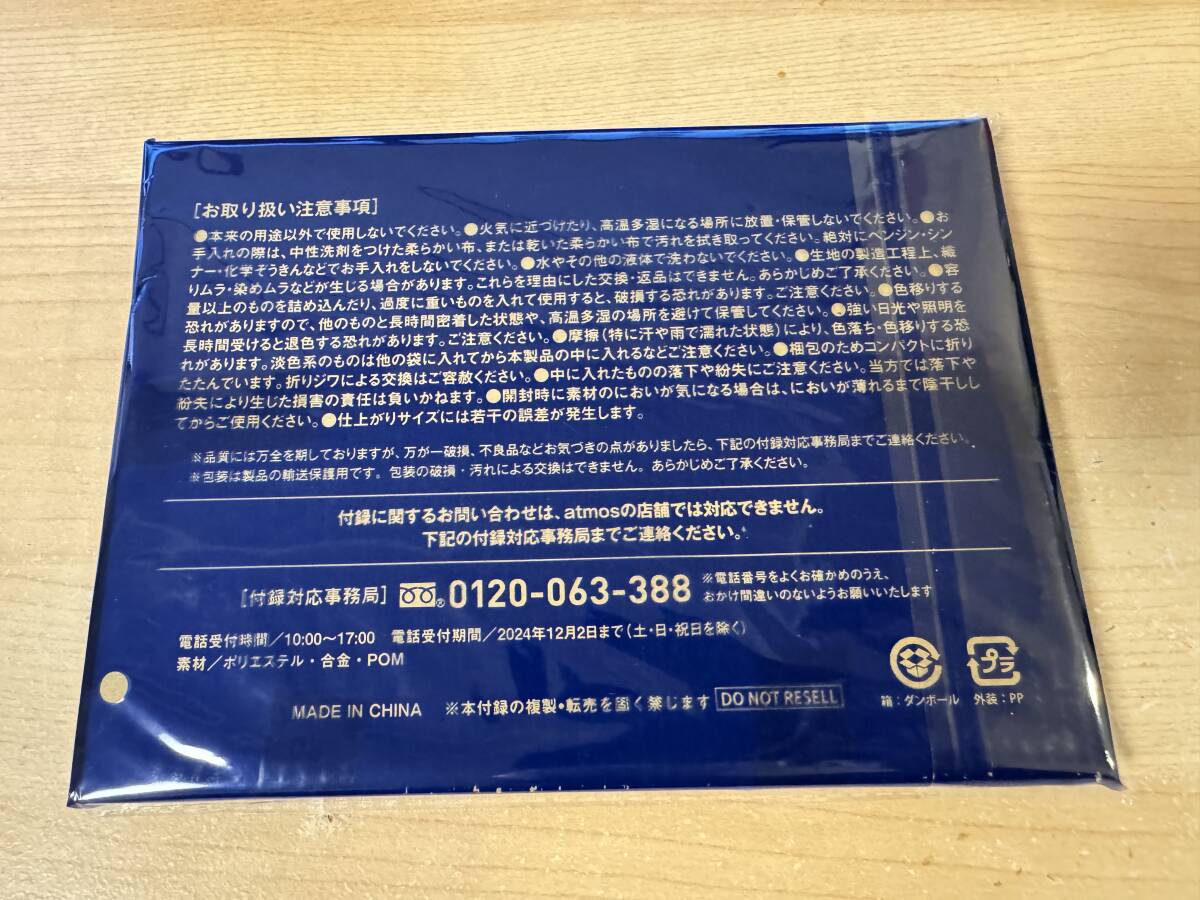 [お取り扱い注意事項]
●本来の用途以外で使用しないでください。●火気に近づけたり、高温多湿になる場所に放置・保管しないでください。●お
手入れの際は、中性洗剤をつけた柔らかい布、または乾いた柔らかい布で汚れを拭き取ってください。絶対にベンジン・シン
ナー・化学ぞうきんなどでお手入れをしないでください。●水やその他の液体で洗わないでください。●生地の製造工程上、織
りムラ・染めムラなどが生じる場合があります。これらを理由にした交換・返品はできません。あらかじめご了承ください。●容
量以上のものを詰め込んだり、過度に重いものを入れて使用すると、破損する恐れがあります。ご注意ください。●色移りする
恐れがありますので、他のものと長時間密着した状態や、高温多湿の場所を避けて保管してください。●強い日光や照明を
長時間受けると退色する恐れがあります。ご注意ください。●摩擦（特に汗や雨で濡れた状態）により、色落ち・色移りする恐
れがあります。淡色系のものは他の袋に入れてから本製品の中に入れるなどご注意ください。●梱包のためコンパクトに折り
たたんでいます。折りジワによる交換はご容赦ください。●中に入れたものの落下や紛失にご注意ください。当方では落下や
紛失により生じた損害の責任は負いかねます。●開封時に素材のにおいが気になる場合は、においが薄れるまで陰干しし
てからご使用ください。●仕上がりサイズには若干の誤差が発生します。
※品質には万全を期しておりますが、万が一破損、不良品などお気づきの点がありましたら、下記の付録対応事務局までご連絡ください。
※包装は製品の輸送保護用です。包装の破損・汚れによる交換はできません。あらかじめご了承ください。
付録に関するお問い合わせは、atmosの店舗では対応できません。
下記の付録対応事務局までご連絡ください。
[付録対応事務局] ® 0120-063-388 ※電話番号をよくお確かめのうえ、
おかけ間違いのないようお願いいたします
電話受付時間／10:00〜17:00 電話受付期間／2024年12月2日まで（土・日・祝日を除く）
素材／ポリエステル・合金・POM
プラ
箱：ダンボール 外装：PP
MADE IN CHINA ※本付録の複製・転売を固く禁じます DO NOT RESELL